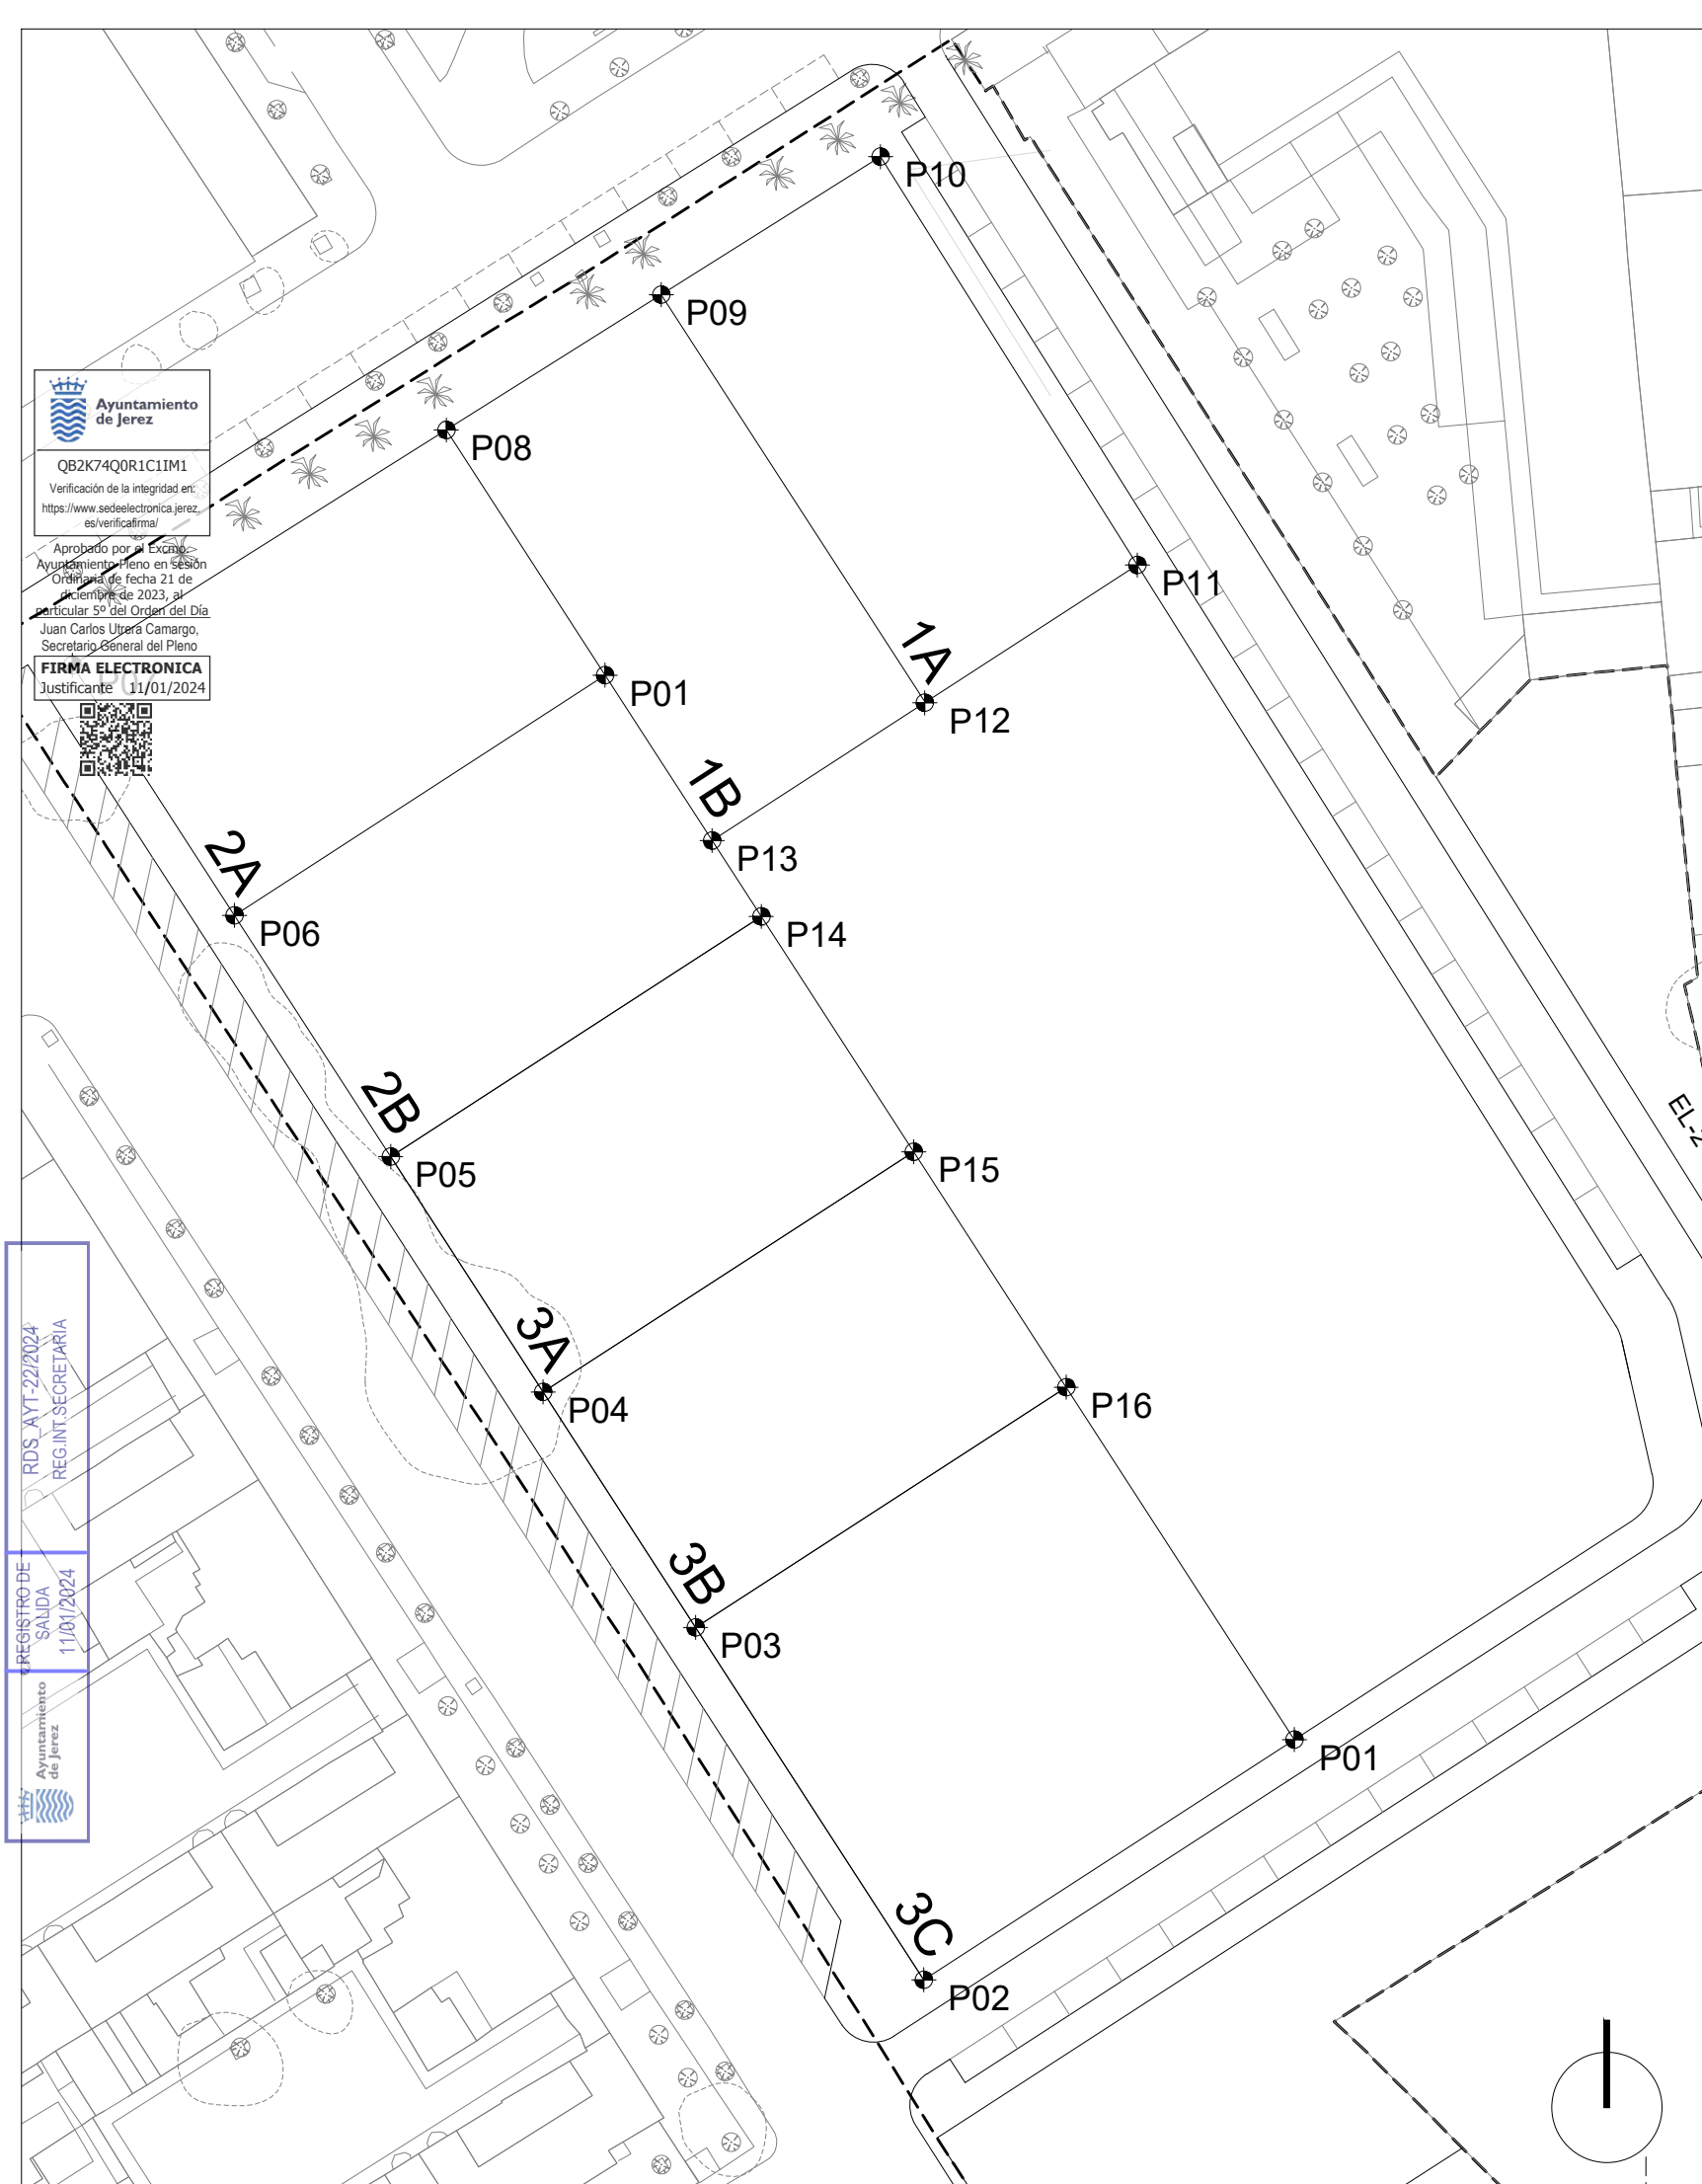 P10
P09
P08
P11
P01
1A
P12
1B
P13
2A
P06
P14
2B
P05
P15
3A
P04
P16
3B
P03
P01
3C
P02
EL-2
P07
Ayuntamiento
de Jerez
QB2K74Q0R1C1IM1
Verificación de la integridad en:
https://www.sedeelectronica.jerez.
es/verificafirma/
Aprobado por el Excmo.
Ayuntamiento Pleno en sesión
Ordinaria de fecha 21 de
diciembre de 2023, al
particular 5º del Orden del Día
Juan Carlos Utrera Camargo,
Secretario General del Pleno
FIRMA ELECTRONICA
Justificante 11/01/2024
RDS_AYT-22/2024
REG.INT.SECRETARIA
REGISTRO DE
SALIDA
11/01/2024
Ayuntamiento
de Jerez